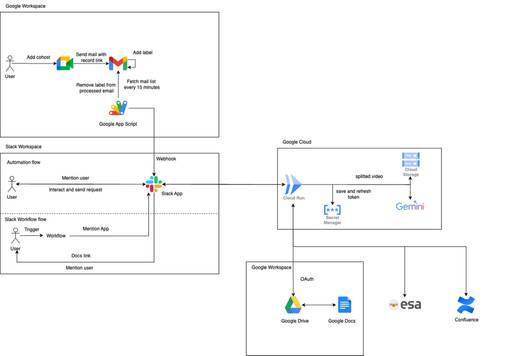 Google Workspace
Add cohost
Send mail with
record link
Add label
User
Remove label from
processed email
Fetch mail list
every 15 minutes
Google App Script
Slack Workspace
Webhook
Automation flow
Mention user
User
Interact and send request
Slack App
Slack Workflow flow
Trigger
Workflow
Mention App
User
Docs link
Mention user
Google Cloud
splitted video
Cloud
Storage
Cloud Run
save and refresh
token
Secret
Manager
Gemini
Google Workspace
OAuth
Google Drive
Google Docs
esa
Confluence